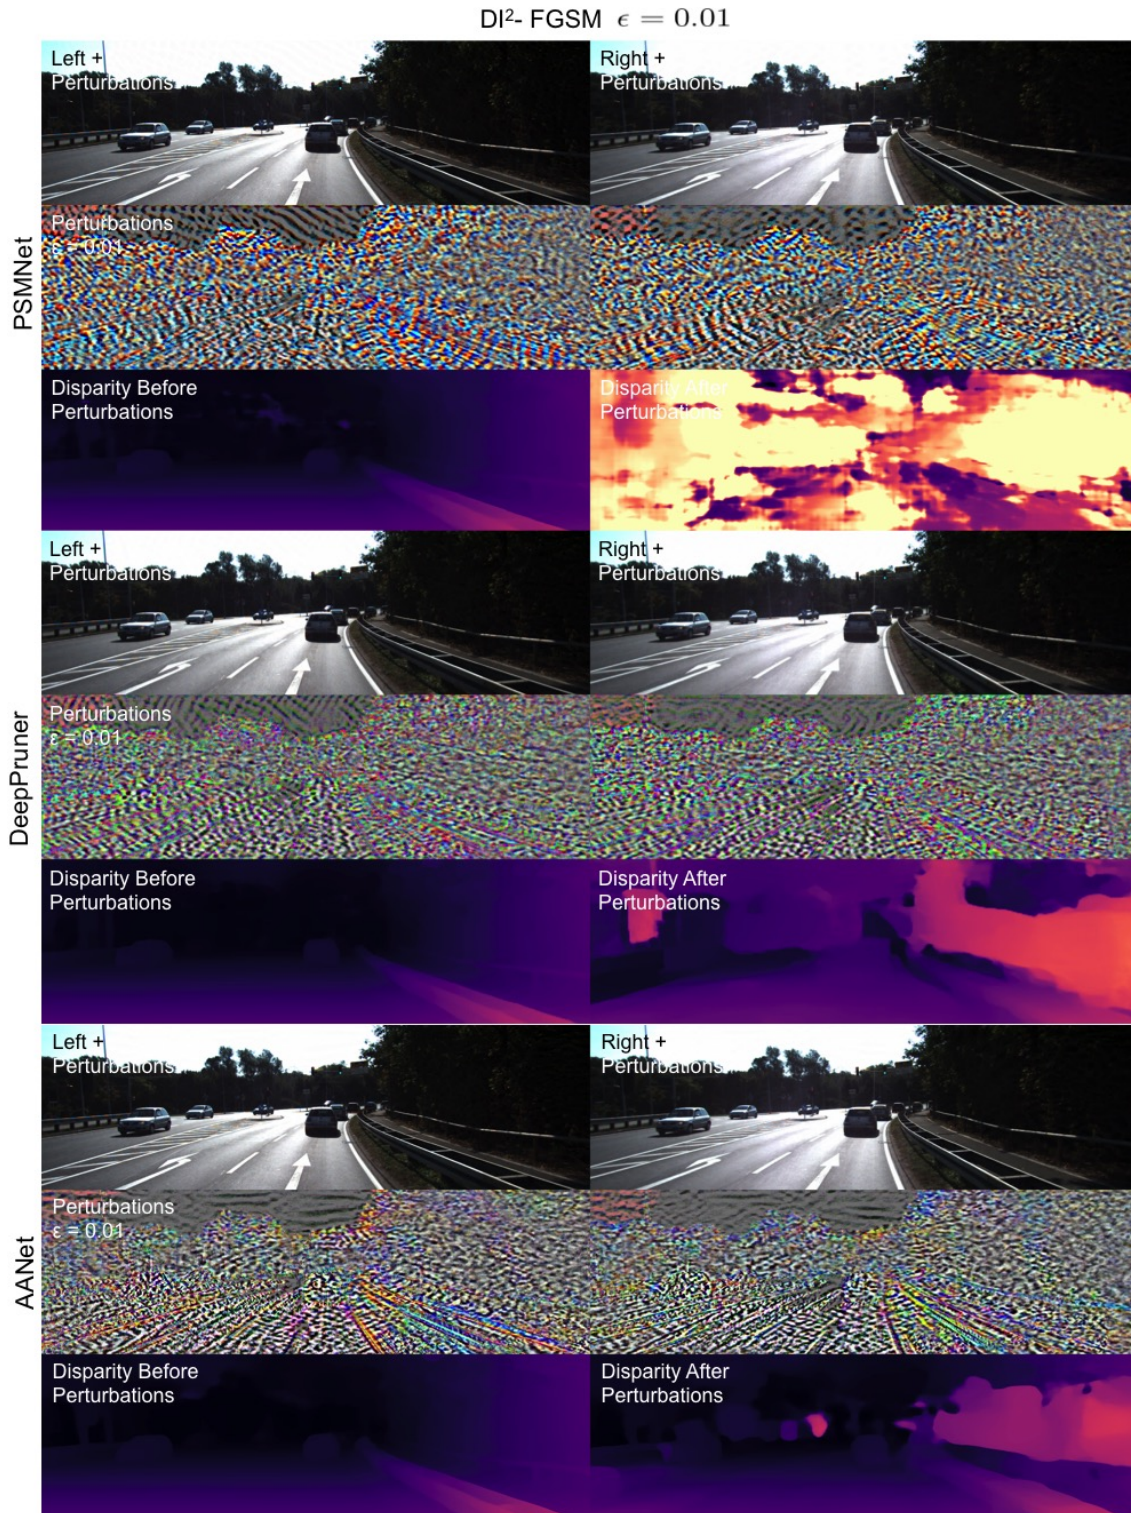 DI²- FGSM ϵ = 0.01
Left +
Perturbations
Right +
Perturbations
PSMNet
Perturbations
ε = 0.01
Disparity Before
Perturbations
Disparity After
Perturbations
Left +
Perturbations
Right +
Perturbations
DeepPruner
Perturbations
ε = 0.01
Disparity Before
Perturbations
Disparity After
Perturbations
Left +
Perturbations
Right +
Perturbations
AANet
Perturbations
ε = 0.01
Disparity Before
Perturbations
Disparity After
Perturbations